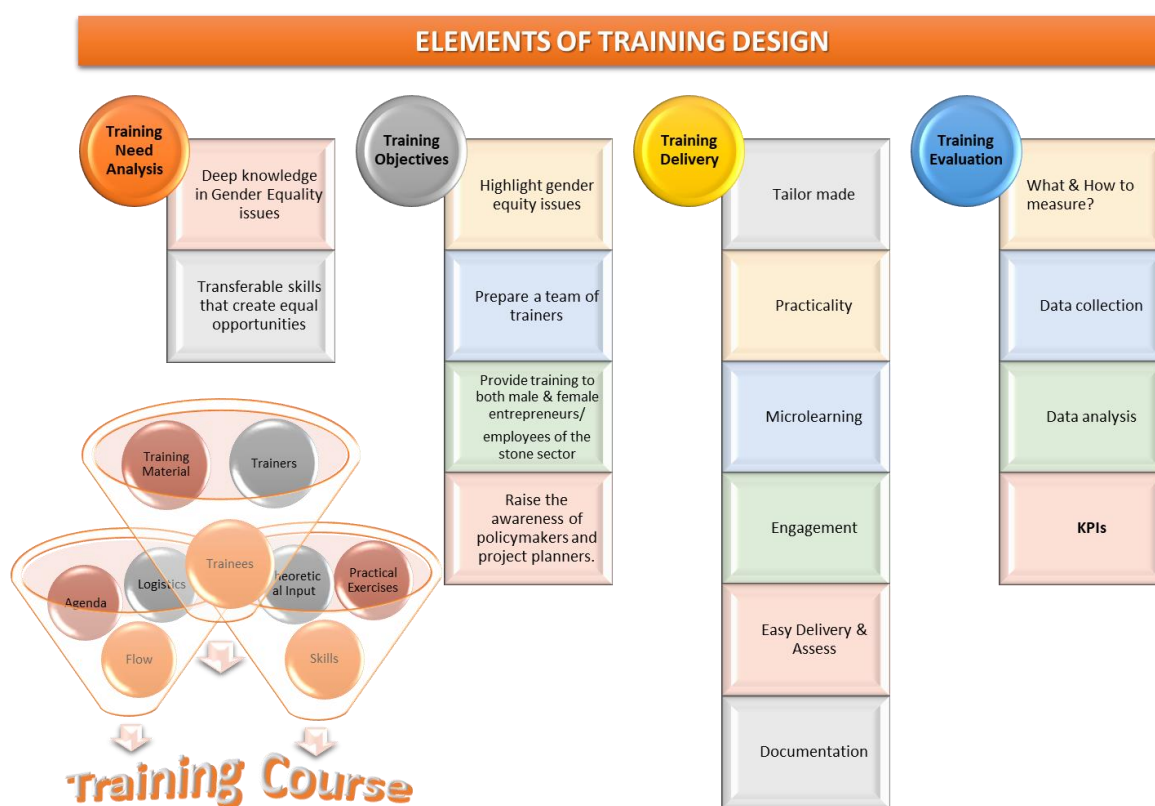 ELEMENTS OF TRAINING DESIGN
Training
Need
Analysis
Deep knowledge
in Gender Equality
issues
Transferable skills
that create equal
opportunities
Training
Objectives
Highlight gender
equity issues
Prepare a team of
trainers
Provide training to
both male & female
entrepreneurs/
employees of the
stone sector
Raise the
awareness of
policymakers and
project planners.
Training
Delivery
Tailor made
Practicality
Microlearning
Engagement
Easy Delivery &
Assess
Documentation
Training
Evaluation
What & How to
measure?
Data collection
Data analysis
KPIs
Training
Material
Trainers
Trainees
Agenda
Logistics
Flow
heoretic
al Input
Practical
Exercises
Skills
Training Course